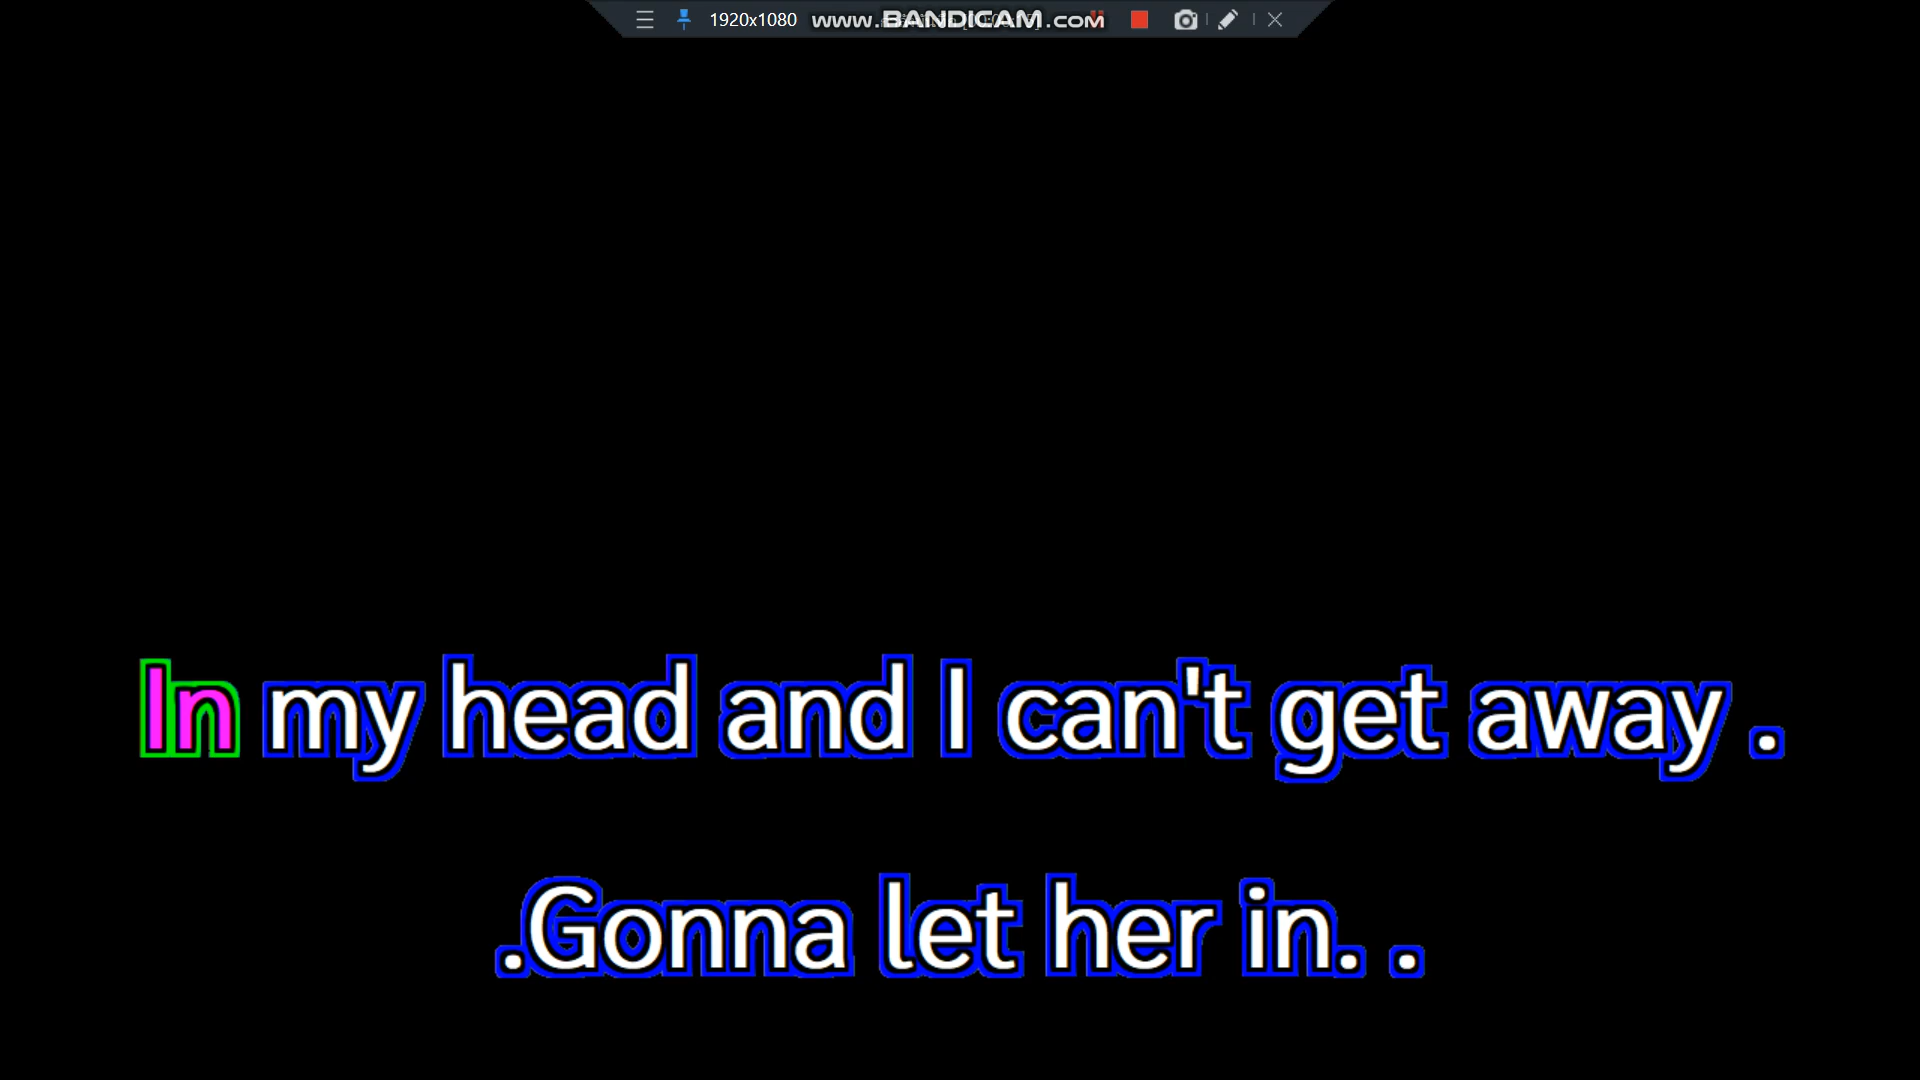 1920x1080 www.BANDICAM.com
In my head and I can't get away .
.Gonna let her in. .